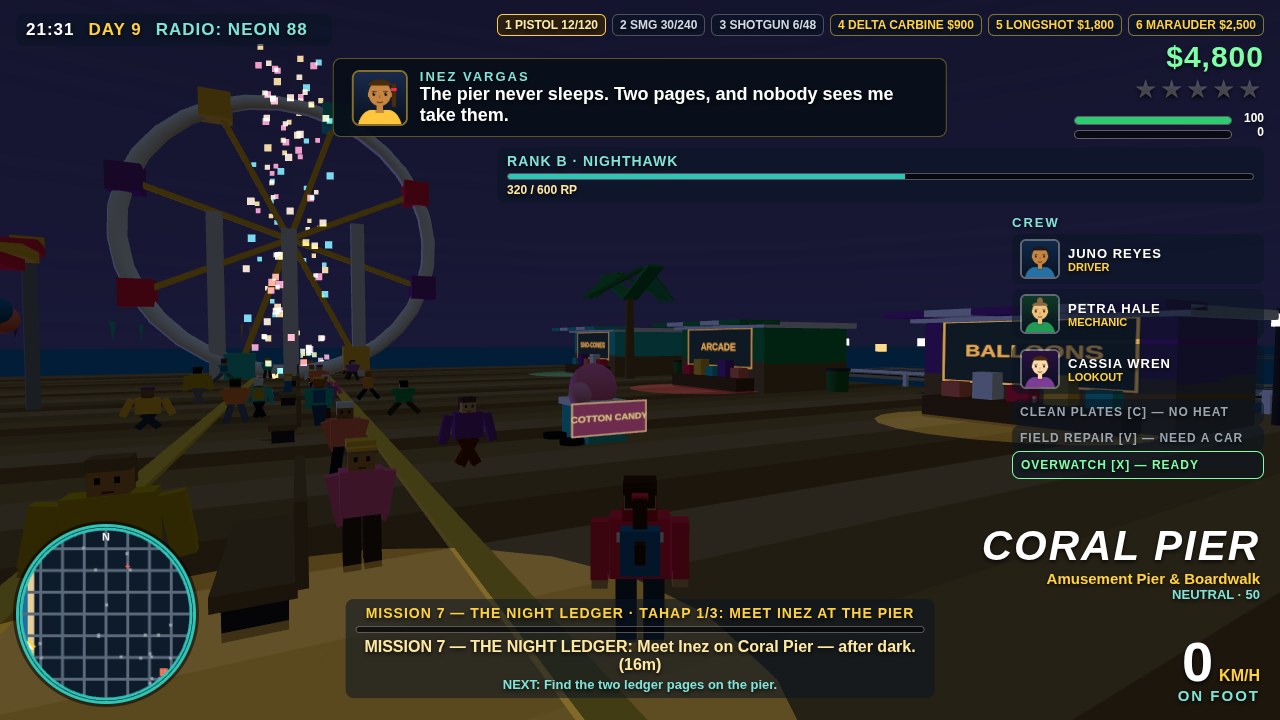 21:31 DAY 9 RADIO: NEON 88
1 PISTOL 12/120 2 SMG 30/240 3 SHOTGUN 6/48 4 DELTA CARBINE $900 5 LONGSHOT $1,800 6 MARAUDER $2,500
$4,800
INEZ VARGAS
The pier never sleeps. Two pages, and nobody sees me
take them.
100
0
RANK B · NIGHTHAWK
320 / 600 RP
CREW
JUNO REYES
DRIVER
PETRA HALE
MECHANIC
CASSIA WREN
LOOKOUT
CLEAN PLATES [C] — NO HEAT
FIELD REPAIR [V] — NEED A CAR
OVERWATCH [X] — READY
SNO-CONES
ARCADE
BALLOONS
COTTON CANDY
N
CORAL PIER
Amusement Pier & Boardwalk
NEUTRAL · 50
MISSION 7 — THE NIGHT LEDGER · TAHAP 1/3: MEET INEZ AT THE PIER
MISSION 7 — THE NIGHT LEDGER: Meet Inez on Coral Pier — after dark.
(16m)
NEXT: Find the two ledger pages on the pier.
0 KM/H
ON FOOT